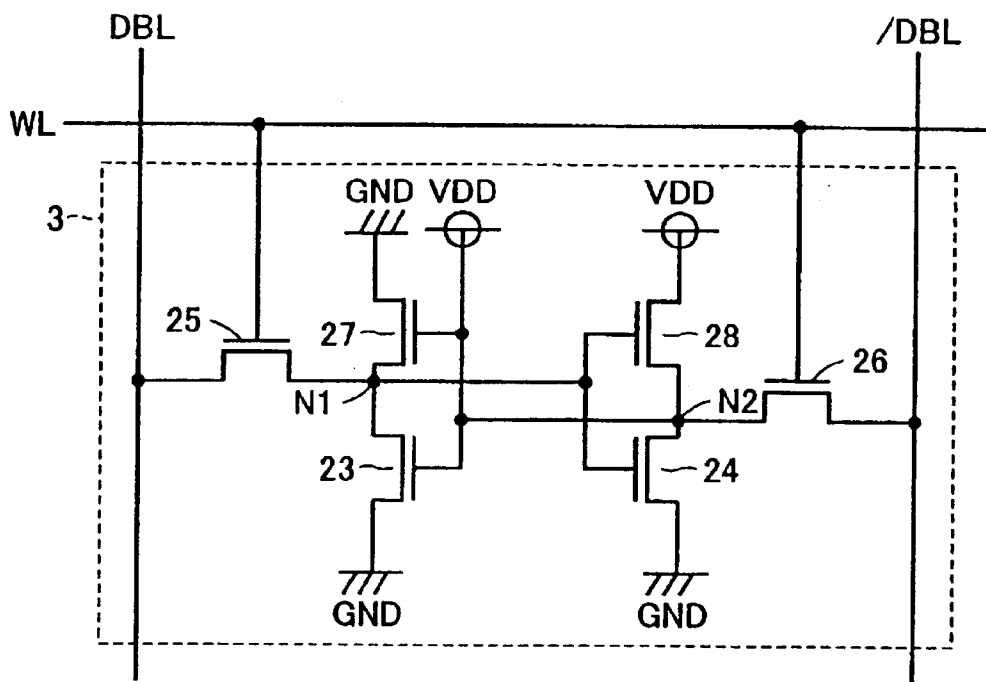 DBL /DBL
WL
3
GND VDD VDD
25 27 28 26
N1 N2
23 24
GND GND